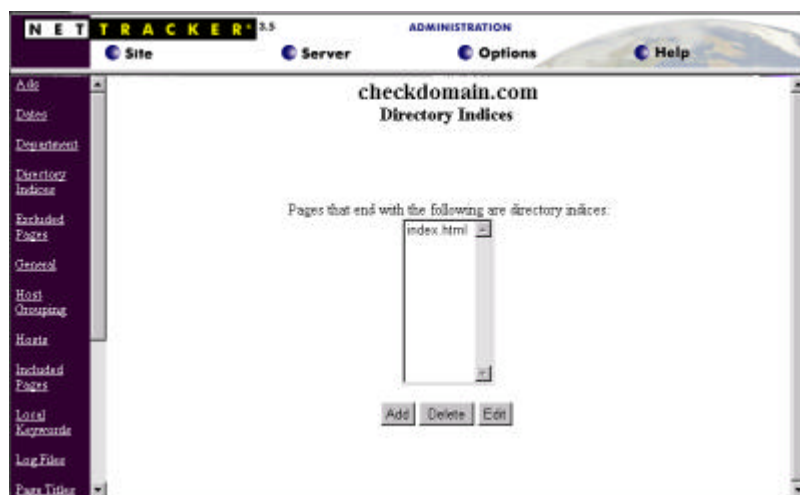 NET TRACKER® 3.5
ADMINISTRATION
Site
Server
Options
Help
Ads
Dates
Department
Directory
Indices
Excluded
Pages
General
Host
Grouping
Hosts
Included
Pages
Local
Keywords
Log Files
Page Titles
checkdomain.com
Directory Indices
Pages that end with the following are directory indices:
index.html
Add
Delete
Edit